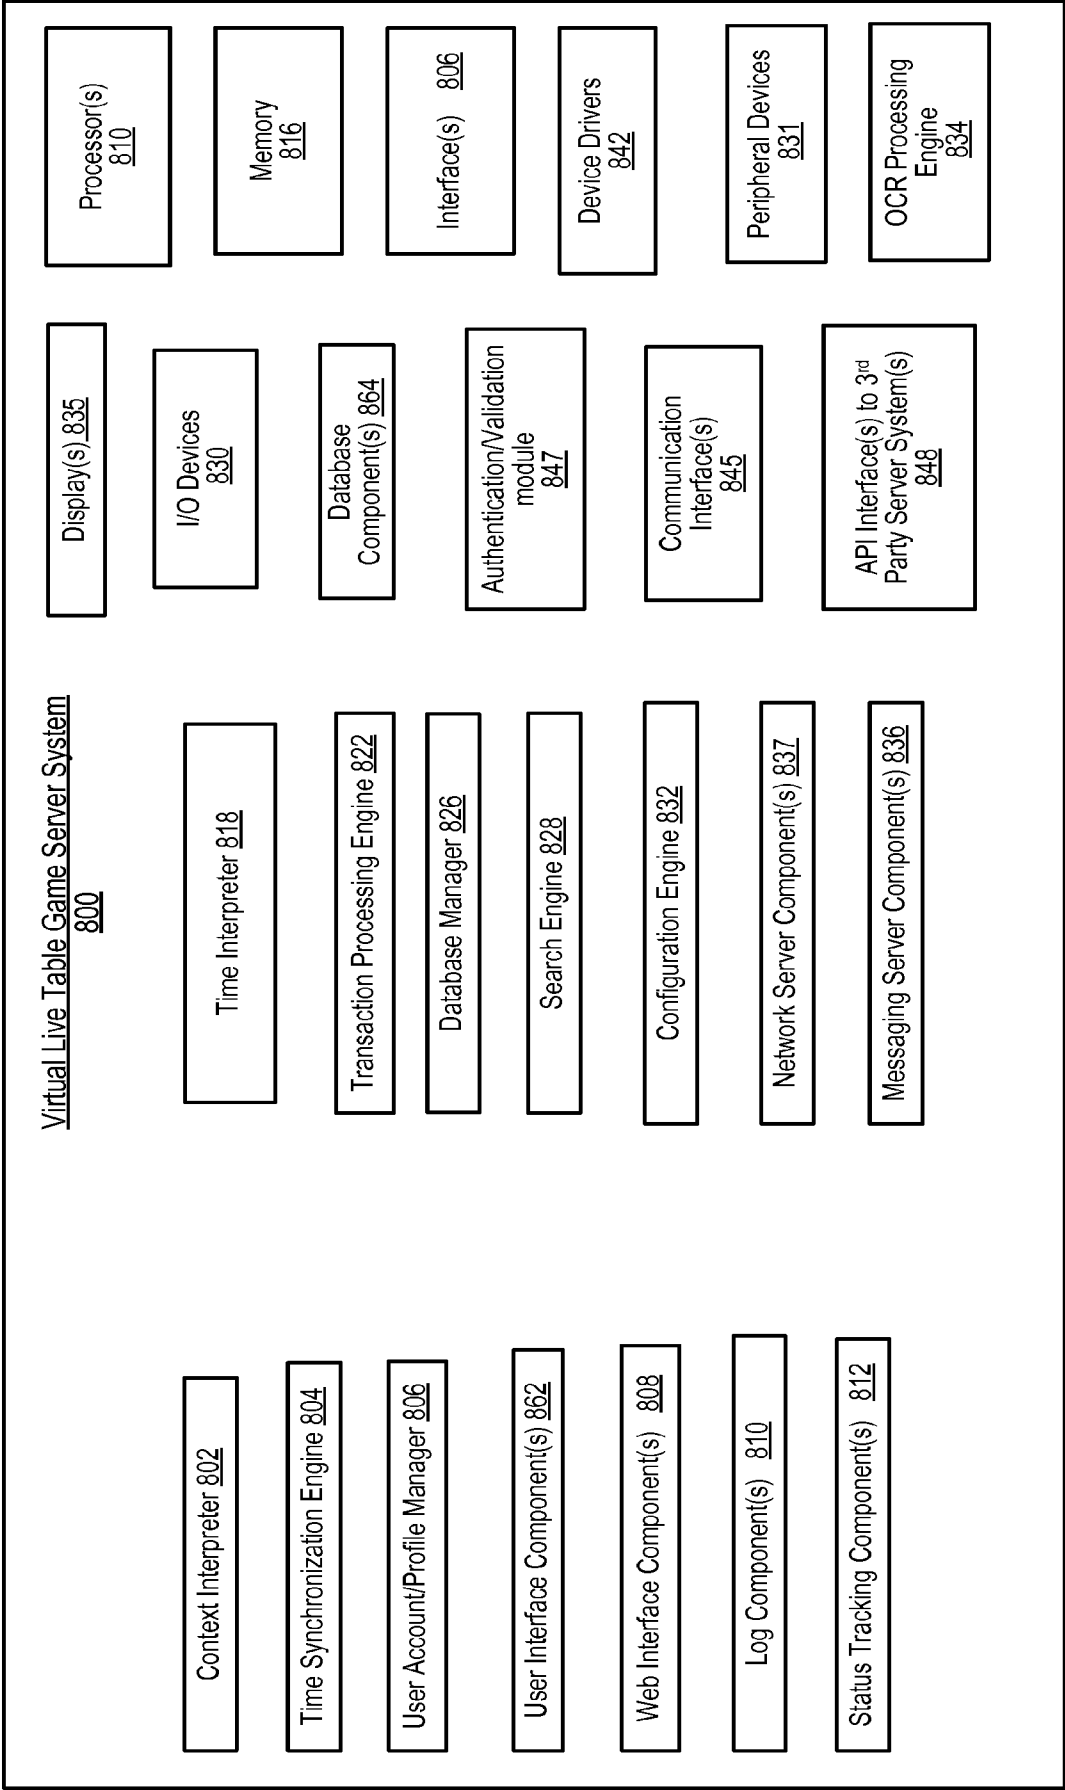 Virtual Live Table Game Server System
800
Context Interpreter 802
Time Synchronization Engine 804
User Account/Profile Manager 806
User Interface Component(s) 862
Web Interface Component(s) 808
Log Component(s) 810
Status Tracking Component(s) 812
Time Interpreter 818
Transaction Processing Engine 822
Database Manager 826
Search Engine 828
Configuration Engine 832
Network Server Component(s) 837
Messaging Server Component(s) 836
Display(s) 835
I/O Devices
830
Database
Component(s) 864
Authentication/Validation
module
847
Communication
Interface(s)
845
API Interface(s) to 3rd
Party Server System(s)
848
Processor(s)
810
Memory
816
Interface(s) 806
Device Drivers
842
Peripheral Devices
831
OCR Processing
Engine
834